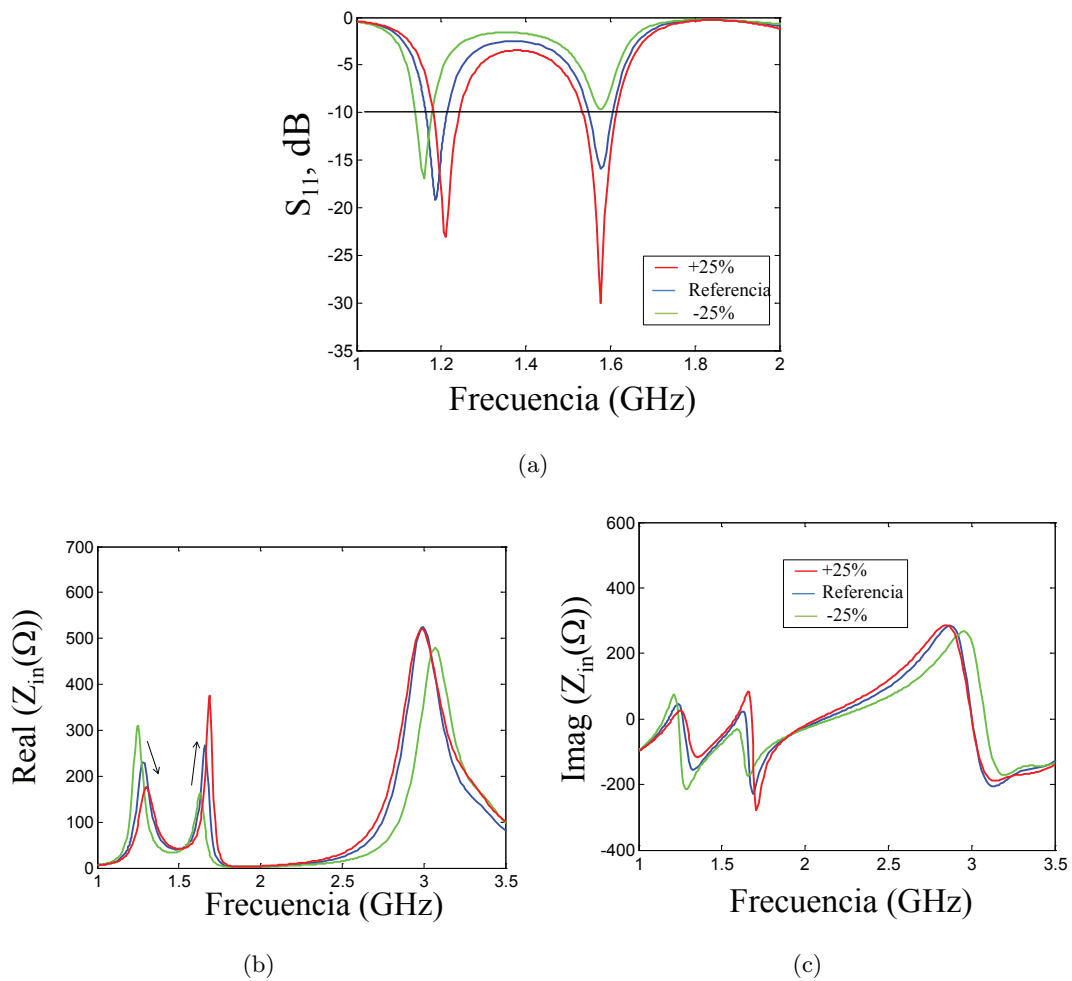 0
-5
-10
-15
-20
-25
-30
-35
S11, dB
+25%
Referencia
-25%
1 1.2 1.4 1.6 1.8 2
Frecuencia (GHz)
(a)
700
600
500
400
300
200
100
0
Real (Zin(Ω))
1 1.5 2 2.5 3 3.5
Frecuencia (GHz)
(b)
600
400
200
0
-200
-400
Imag (Zin(Ω))
+25%
Referencia
-25%
1 1.5 2 2.5 3 3.5
Frecuencia (GHz)
(c)